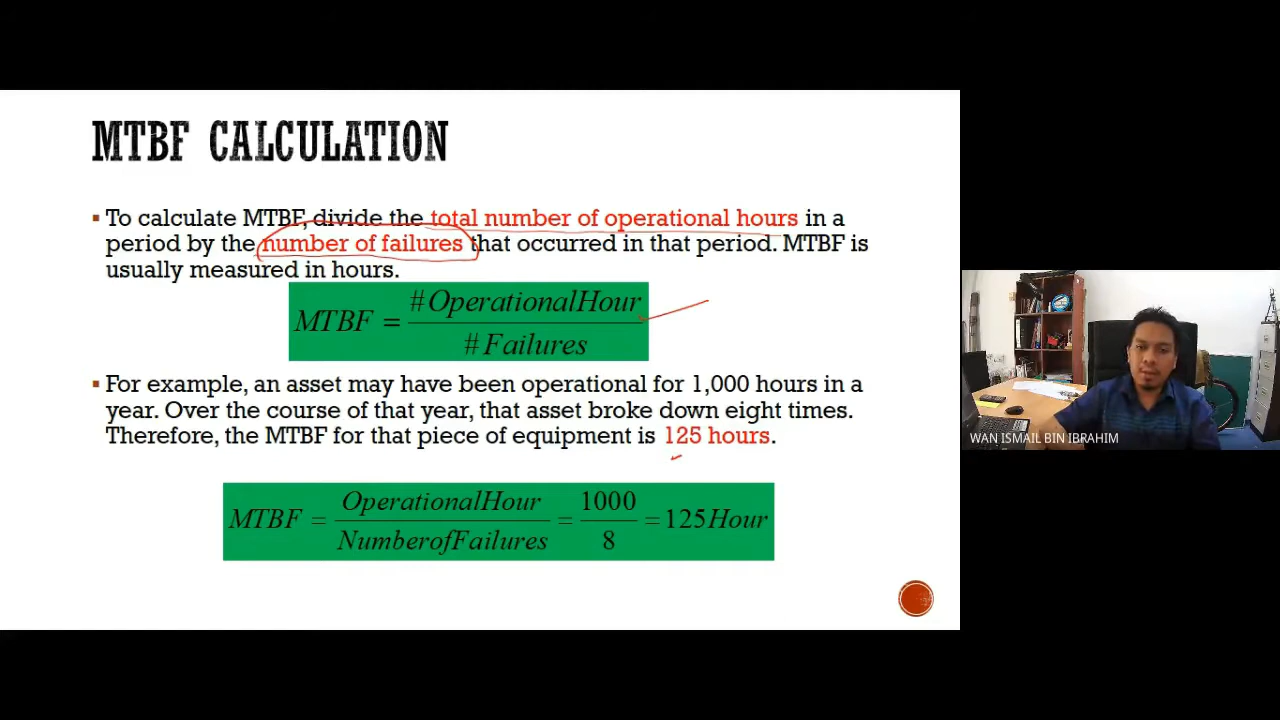 MTBF CALCULATION
▪ To calculate MTBF, divide the total number of operational hours in a
period by the number of failures that occurred in that period. MTBF is
usually measured in hours.
MTBF = #OperationalHour / #Failures
▪ For example, an asset may have been operational for 1,000 hours in a
year. Over the course of that year, that asset broke down eight times.
Therefore, the MTBF for that piece of equipment is 125 hours.
MTBF = OperationalHour / NumberofFailures = 1000 / 8 = 125Hour
WAN ISMAIL BIN IBRAHIM